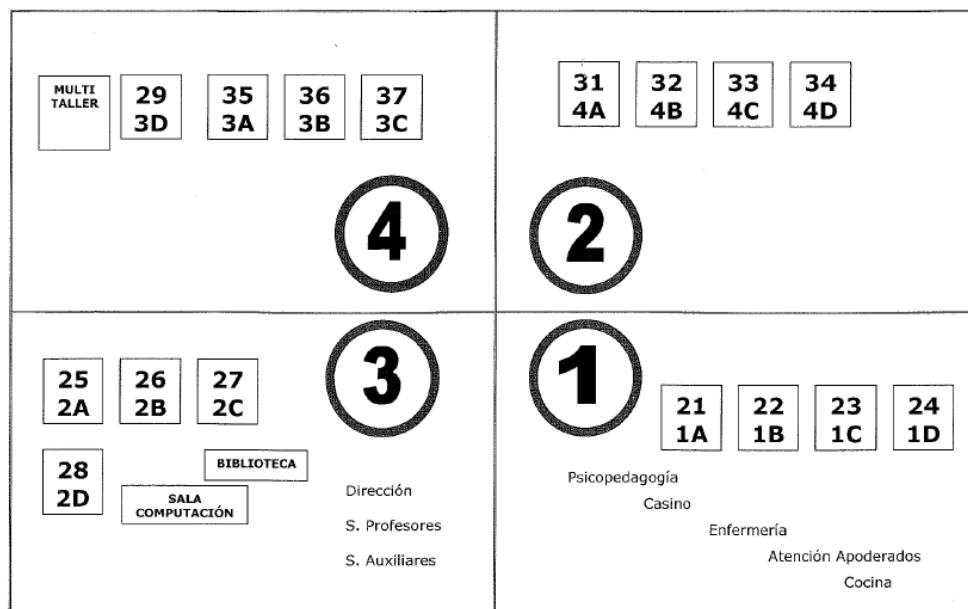 MULTI
TALLER
29
3D
35
3A
36
3B
37
3C
4
31
4A
32
4B
33
4C
34
4D
2
25
2A
26
2B
27
2C
28
2D
BIBLIOTECA
SALA
COMPUTACIÓN
3
Dirección
S. Profesores
S. Auxiliares
1
21
1A
22
1B
23
1C
24
1D
Psicopedagogía
Casino
Enfermería
Atención Apoderados
Cocina